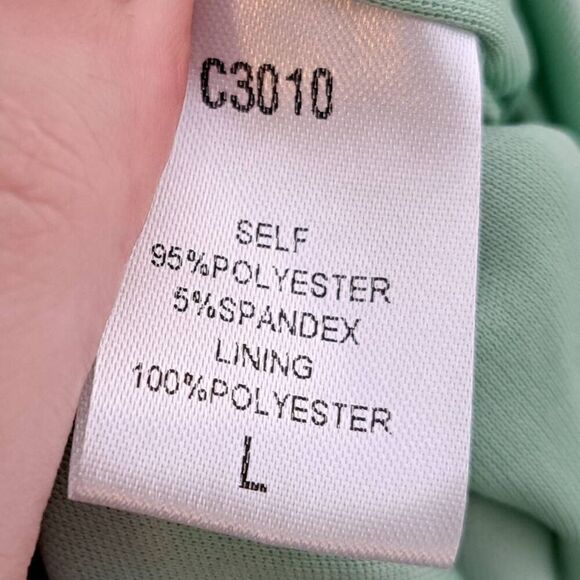 C3010
SELF
95%POLYESTER
5%SPANDEX
LINING
100%POLYESTER
L